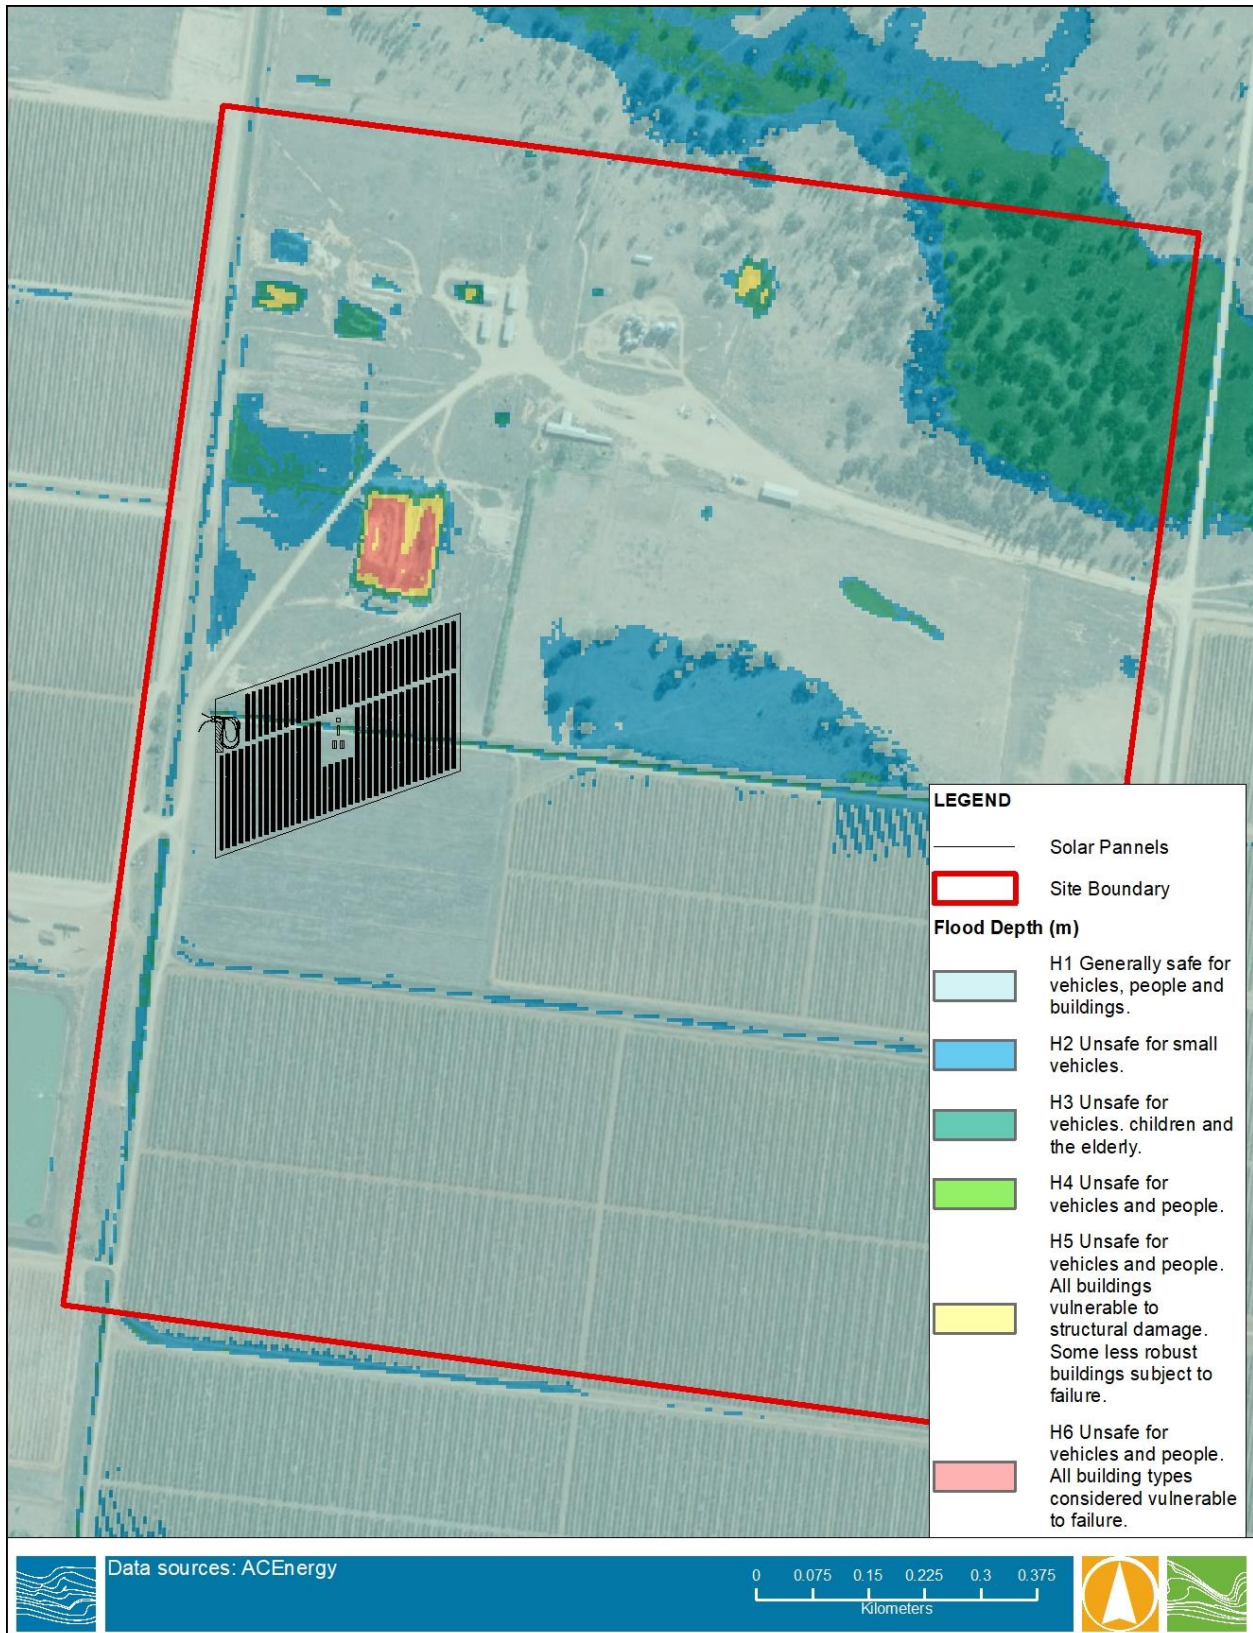 LEGEND
Solar Pannels
Site Boundary
Flood Depth (m)
H1 Generally safe for
vehicles, people and
buildings.
H2 Unsafe for small
vehicles.
H3 Unsafe for
vehicles. children and
the elderly.
H4 Unsafe for
vehicles and people.
H5 Unsafe for
vehicles and people.
All buildings
vulnerable to
structural damage.
Some less robust
buildings subject to
failure.
H6 Unsafe for
vehicles and people.
All building types
considered vulnerable
to failure.
Data sources: ACEnergy
0 0.075 0.15 0.225 0.3 0.375
Kilometers